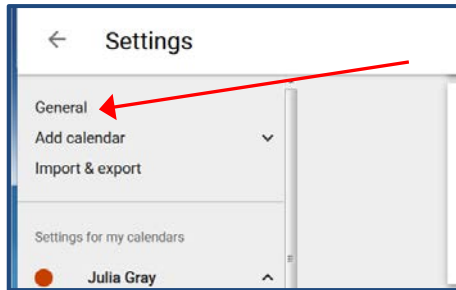 Settings
General
Add calendar
Import & export
Settings for my calendars
Julia Gray